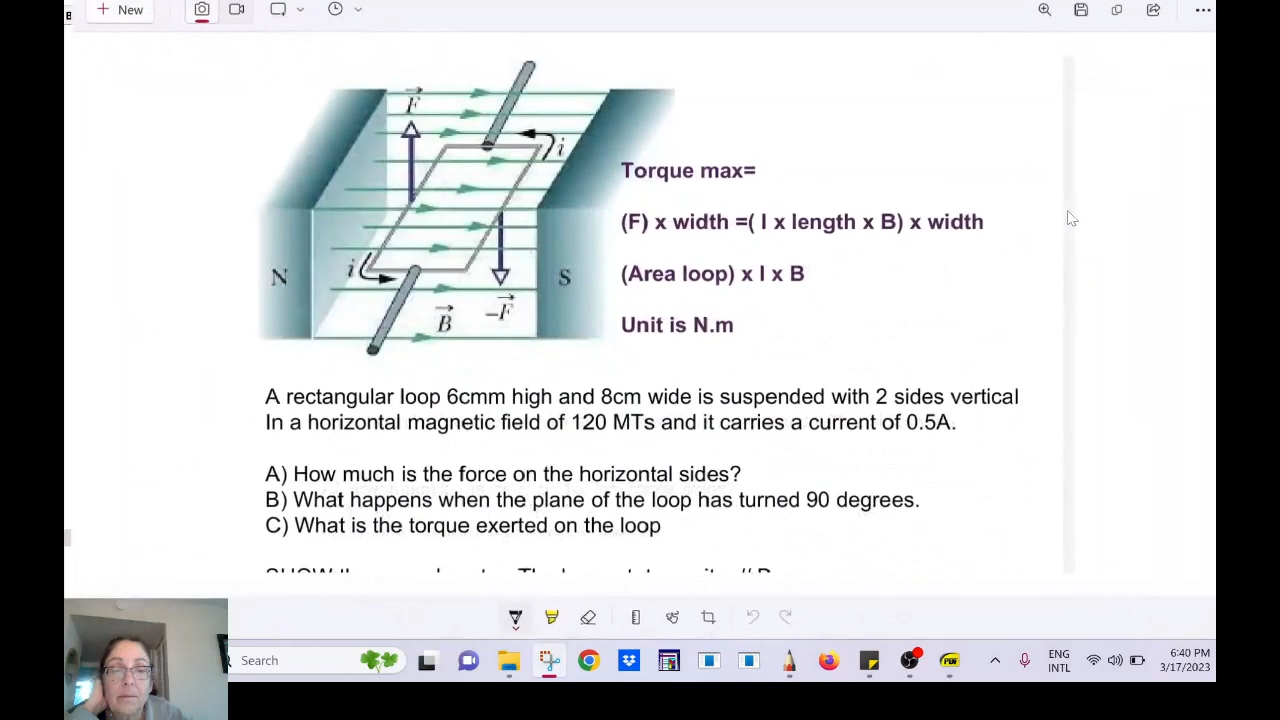 B
New
F
i
Torque max=
(F) x width =( I x length x B) x width
(Area loop) x I x B
Unit is N.m
N
i
S
B
–F
A rectangular loop 6cmm high and 8cm wide is suspended with 2 sides vertical
In a horizontal magnetic field of 120 MTs and it carries a current of 0.5A.
A) How much is the force on the horizontal sides?
B) What happens when the plane of the loop has turned 90 degrees.
C) What is the torque exerted on the loop
Search
PDF
ENG
INTL
6:40 PM
3/17/2023